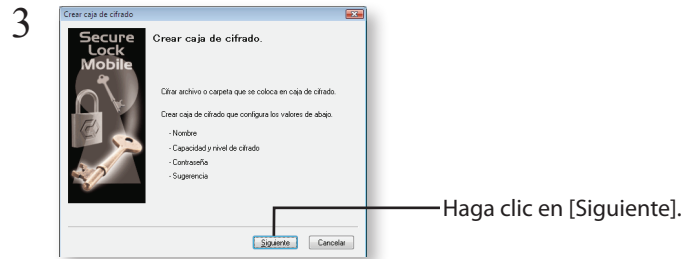 3
Crear caja de cifrado
Secure
Lock
Mobile
Crear caja de cifrado.
Cifrar archivo o carpeta que se coloca en caja de cifrado.
Crear caja de cifrado que configura los valores de abajo.
- Nombre
- Capacidad y nivel de cifrado
- Contraseña
- Sugerencia
Siguiente
Cancelar
Haga clic en [Siguiente].